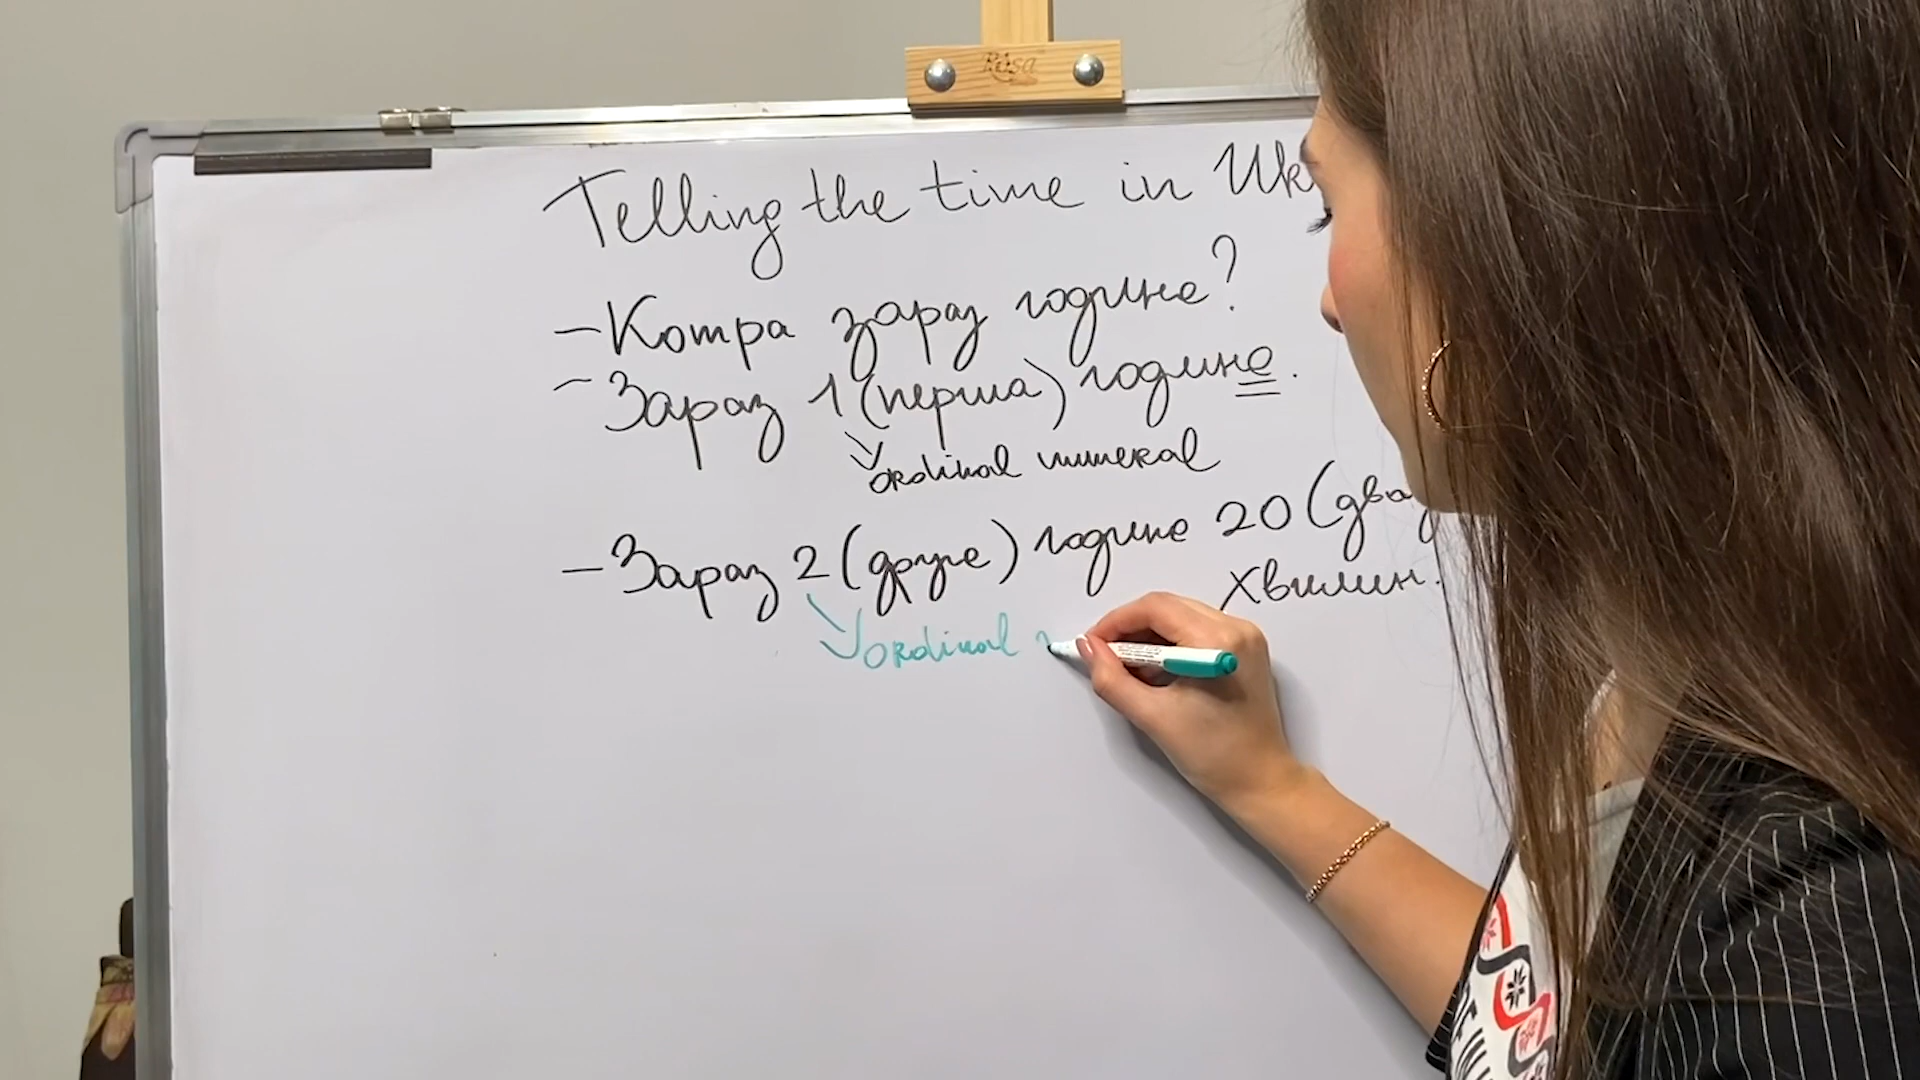 Rosa
Telling the time in Uk
– Котра зараз година?
– Зараз 1 (перша) година.
ordinal numeral
– Зараз 2 (друга) година 20 (два
хвилин.
ordinal